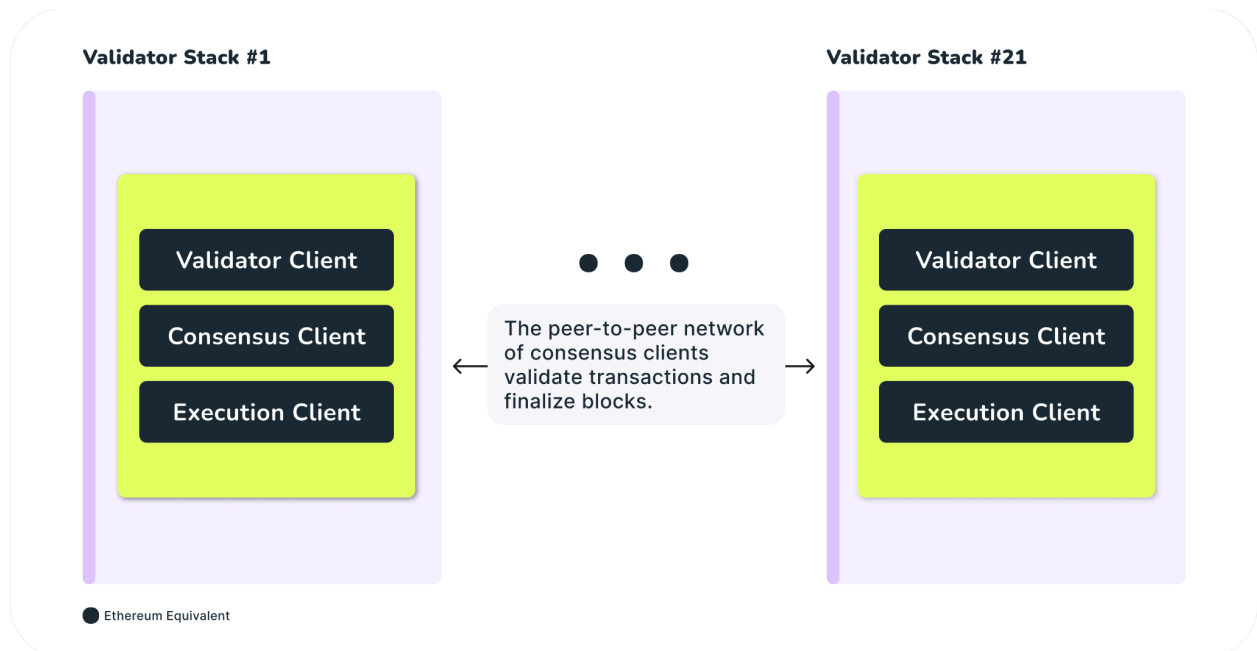 Validator Stack #1
Validator Stack #21
Validator Client
Consensus Client
Execution Client
The peer-to-peer network
of consensus clients
validate transactions and
finalize blocks.
Validator Client
Consensus Client
Execution Client
Ethereum Equivalent